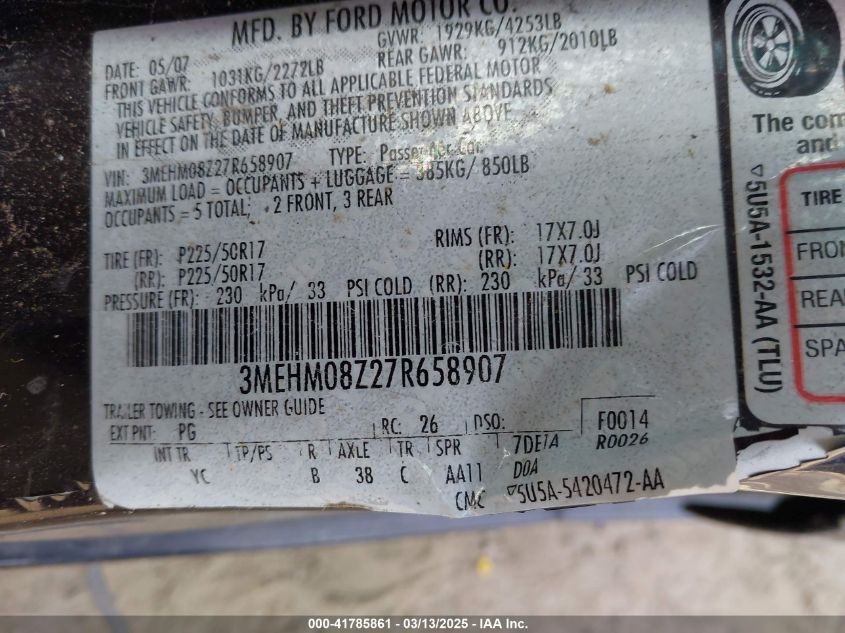 MFD. BY FORD MOTOR CO.
DATE: 05/07 GVWR: 1929KG/4253LB
FRONT GAWR: 1031KG/2272LB REAR GAWR: 912KG/2010LB
THIS VEHICLE CONFORMS TO ALL APPLICABLE FEDERAL MOTOR
VEHICLE SAFETY, BUMPER, AND THEFT PREVENTION STANDARDS
IN EFFECT ON THE DATE OF MANUFACTURE SHOWN ABOVE
VIN: 3MEHM08Z27R658907 TYPE: Passenger car
MAXIMUM LOAD = OCCUPANTS + LUGGAGE = 385KG/ 850LB
OCCUPANTS = 5 TOTAL; 2 FRONT, 3 REAR
TIRE (FR): P225/50R17 RIMS (FR): 17X7.0J
(RR): P225/50R17 (RR): 17X7.0J
PRESSURE (FR): 230 kPa/ 33 PSI COLD (RR): 230 kPa/ 33 PSI COLD
3MEHM08Z27R658907
TRAILER TOWING - SEE OWNER GUIDE
EXT PNT: PG RC: 26 DSO: F0014
R0026
INT TR TP/PS R AXLE TR SPR
YC B 38 C AA11 DOA
CMC ▽5U5A-5420472-AA
The com
and
▽5U5A-1532-AA (TLU)
TIRE
FRON
REA
SPA
000-41785861 - 03/13/2025 - IAA Inc.